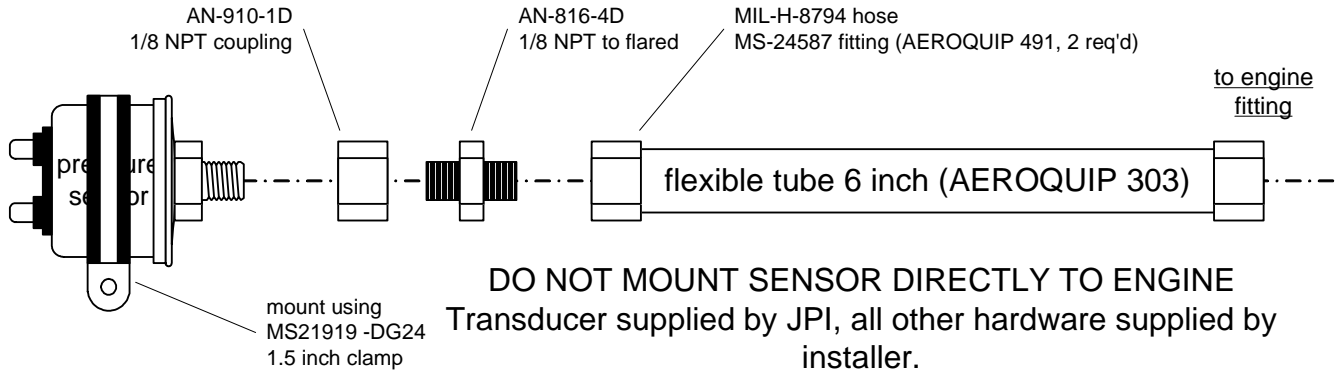 AN-910-1D
1/8 NPT coupling
AN-816-4D
1/8 NPT to flared
MIL-H-8794 hose
MS-24587 fitting (AEROQUIP 491, 2 req'd)
to engine
fitting
pressure
sensor
flexible tube 6 inch (AEROQUIP 303)
mount using
MS21919 -DG24
1.5 inch clamp
DO NOT MOUNT SENSOR DIRECTLY TO ENGINE
Transducer supplied by JPI, all other hardware supplied by
installer.